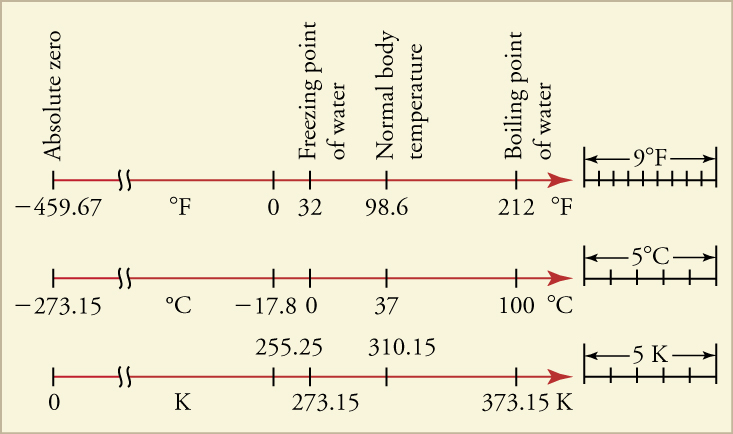 Absolute zero
Freezing point
of water
Normal body
temperature
Boiling point
of water
9°F
−459.67 °F 0 32 98.6 212 °F
5°C
−273.15 °C −17.8 0 37 100 °C
255.25 310.15
5 K
0 K 273.15 373.15 K